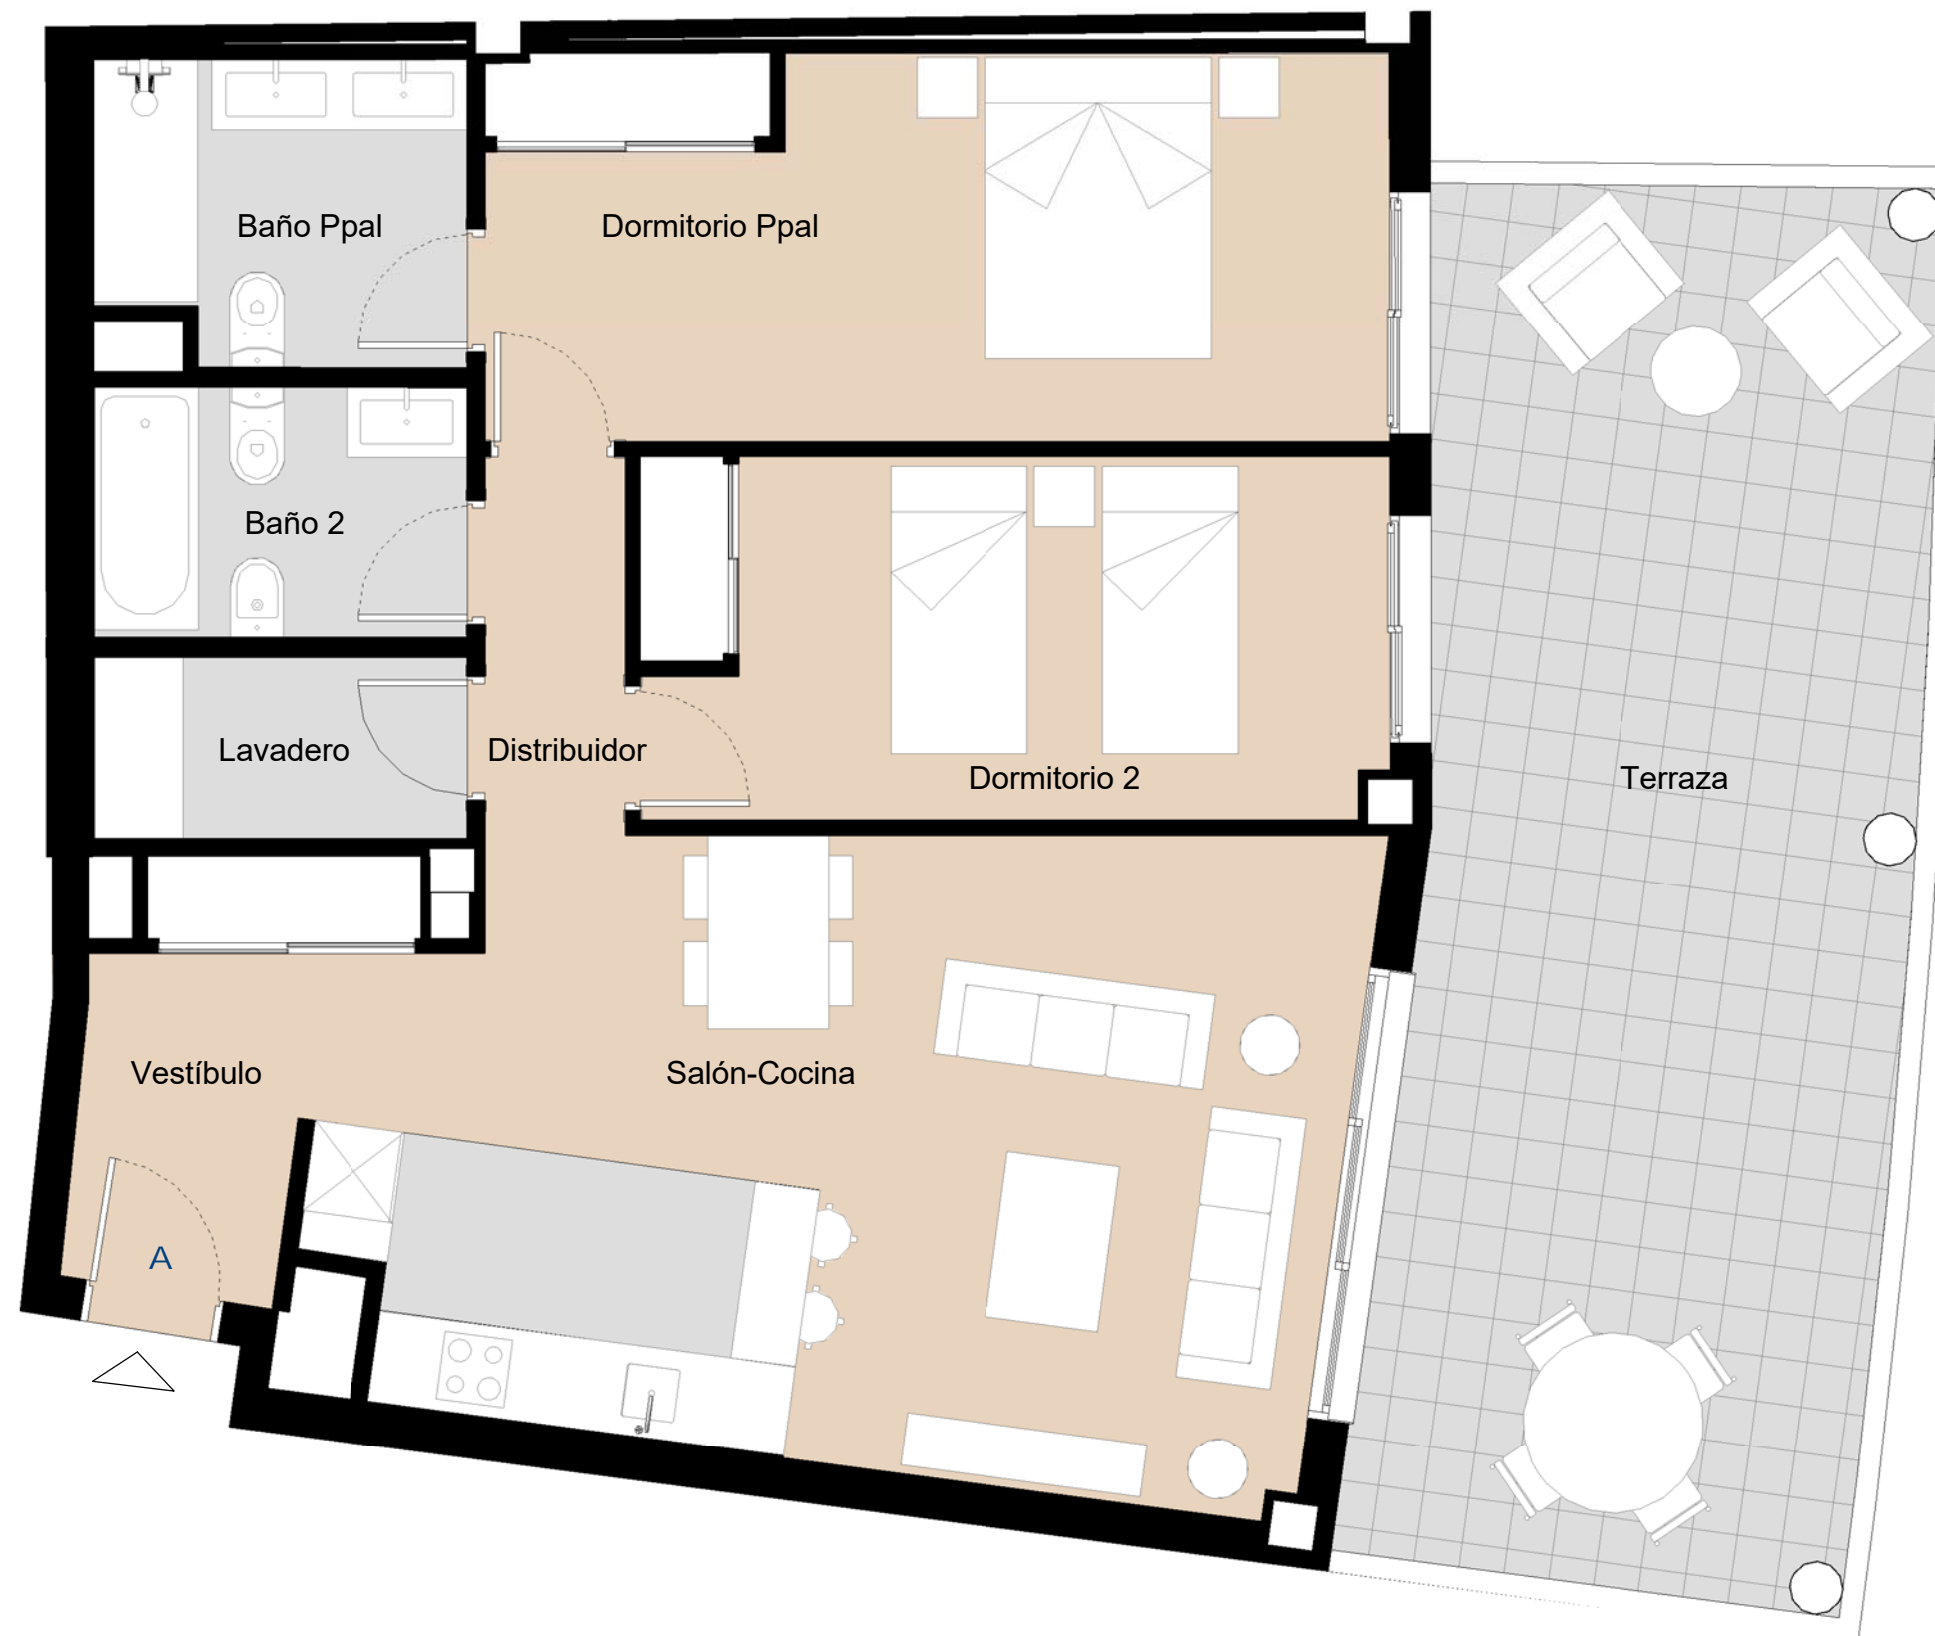 Baño Ppal
Dormitorio Ppal
Baño 2
Lavadero
Distribuidor
Dormitorio 2
Terraza
Vestíbulo
Salón-Cocina
A